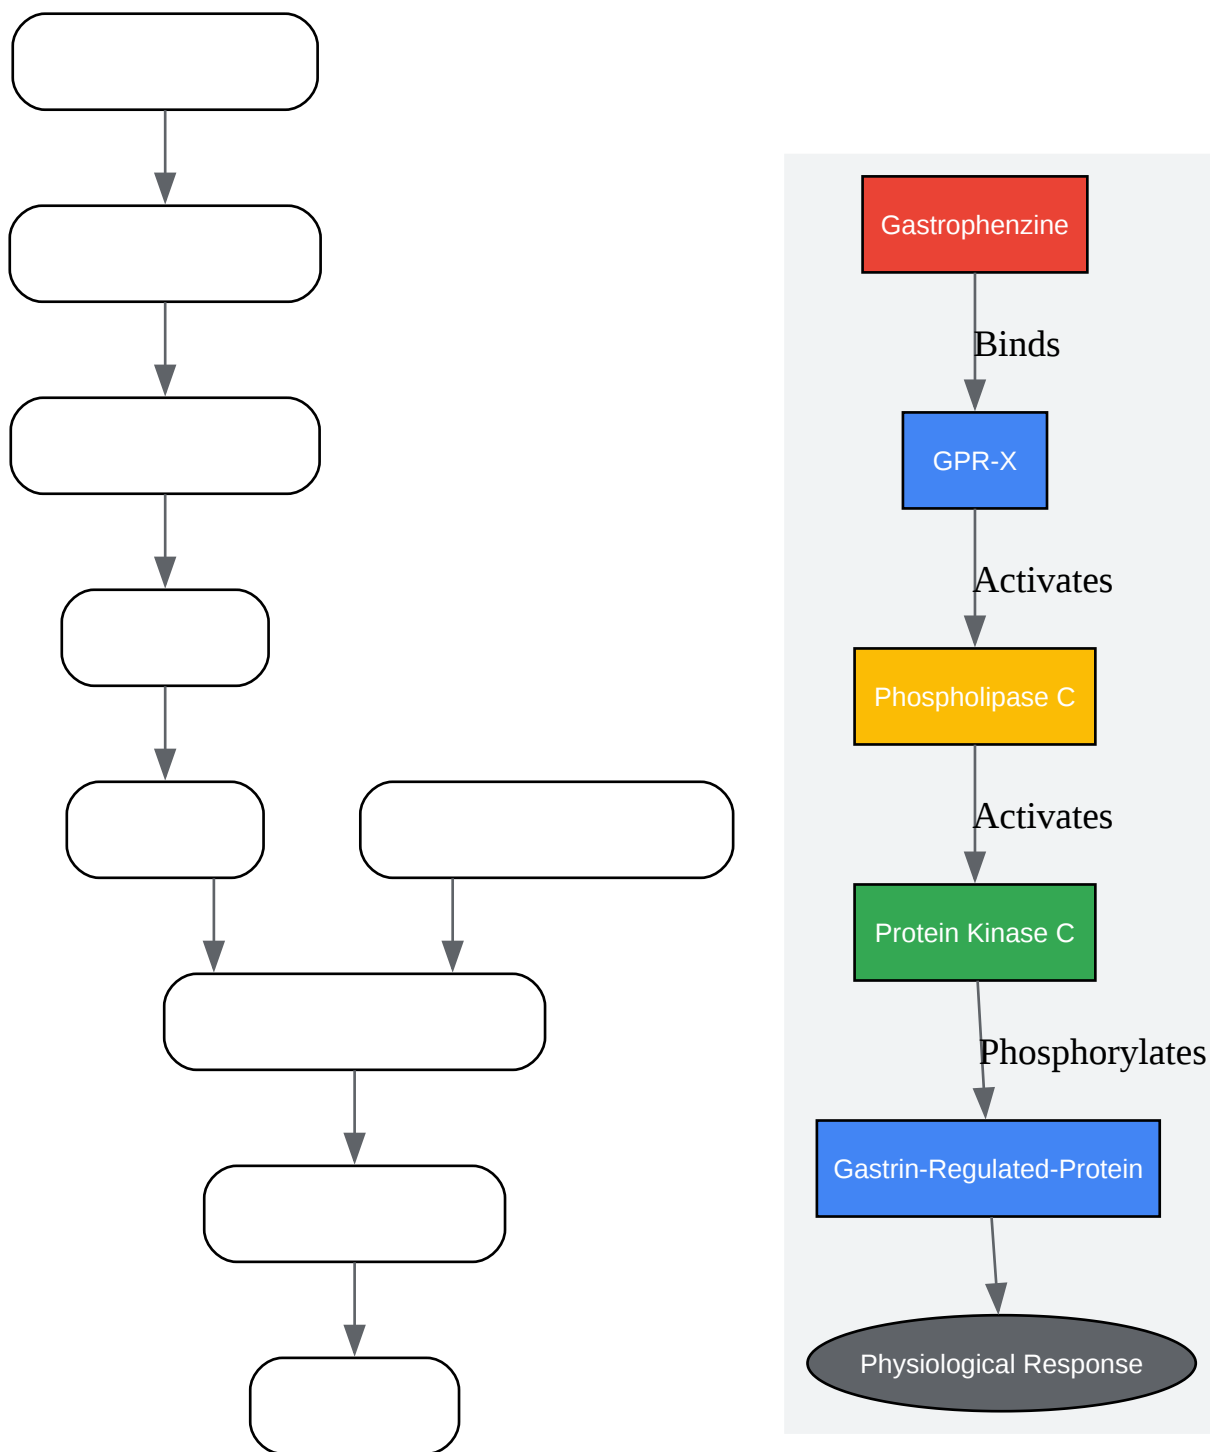 Gastrophenzine
Binds
GPR-X
Activates
Phospholipase C
Activates
Protein Kinase C
Phosphorylates
Gastrin-Regulated-Protein
Physiological Response